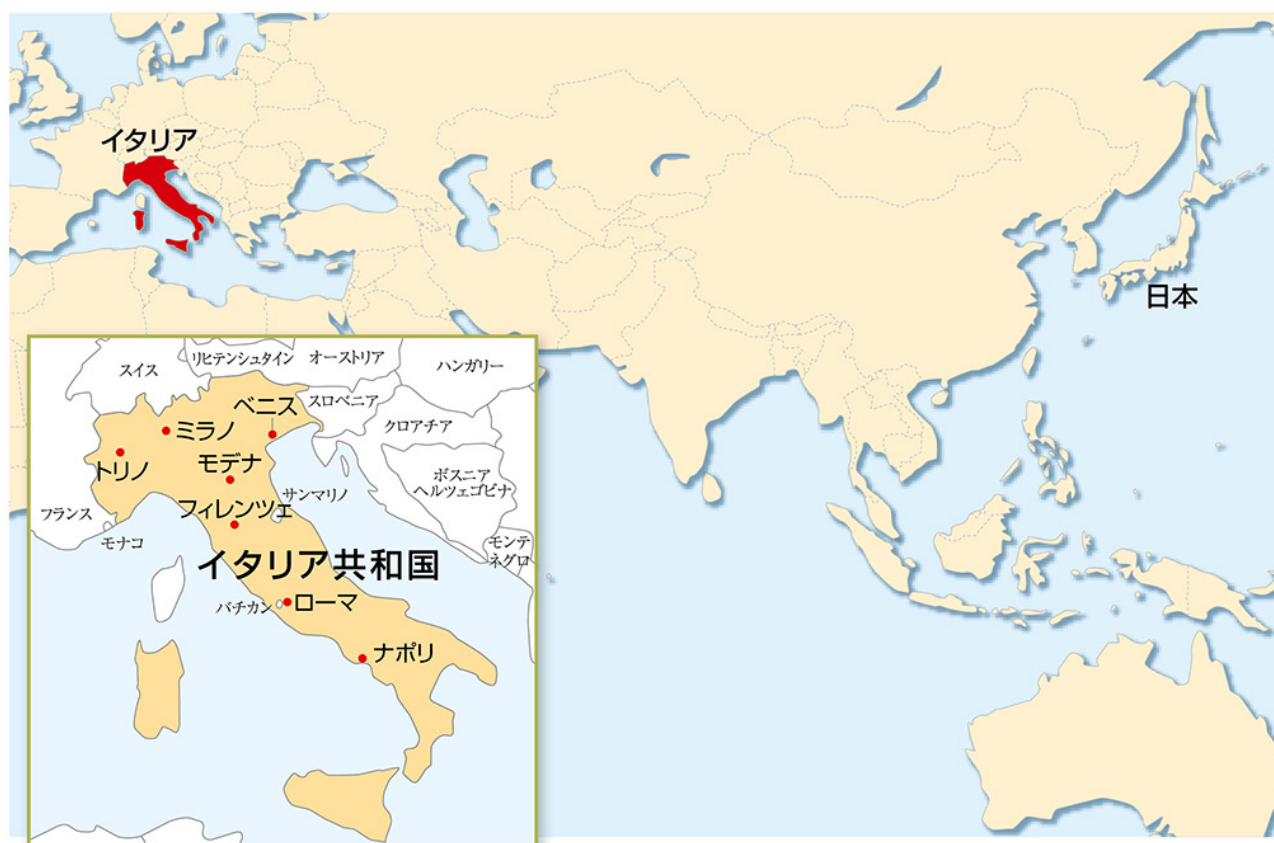 イタリア
日本
スイス
リヒテンシュタイン
オーストリア
ハンガリー
ベニス
スロベニア
ミラノ
クロアチア
トリノ
モデナ
ボスニア
ヘルツェゴビナ
サンマリノ
フランス
フィレンツェ
モナコ
モンテ
ネグロ
イタリア共和国
バチカン
ローマ
ナポリ